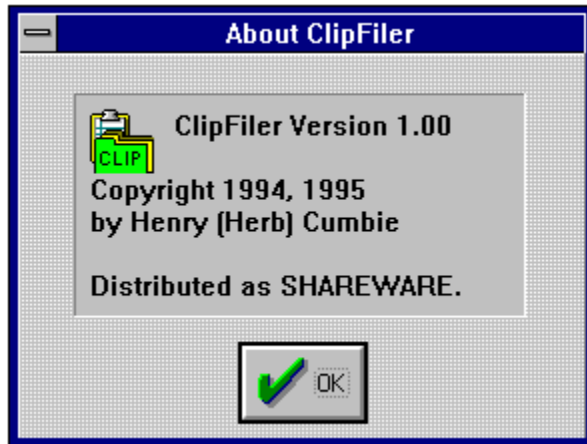 About ClipFiler
ClipFiler Version 1.00
CLIP
Copyright 1994, 1995
by Henry (Herb) Cumbie
Distributed as SHAREWARE.
OK